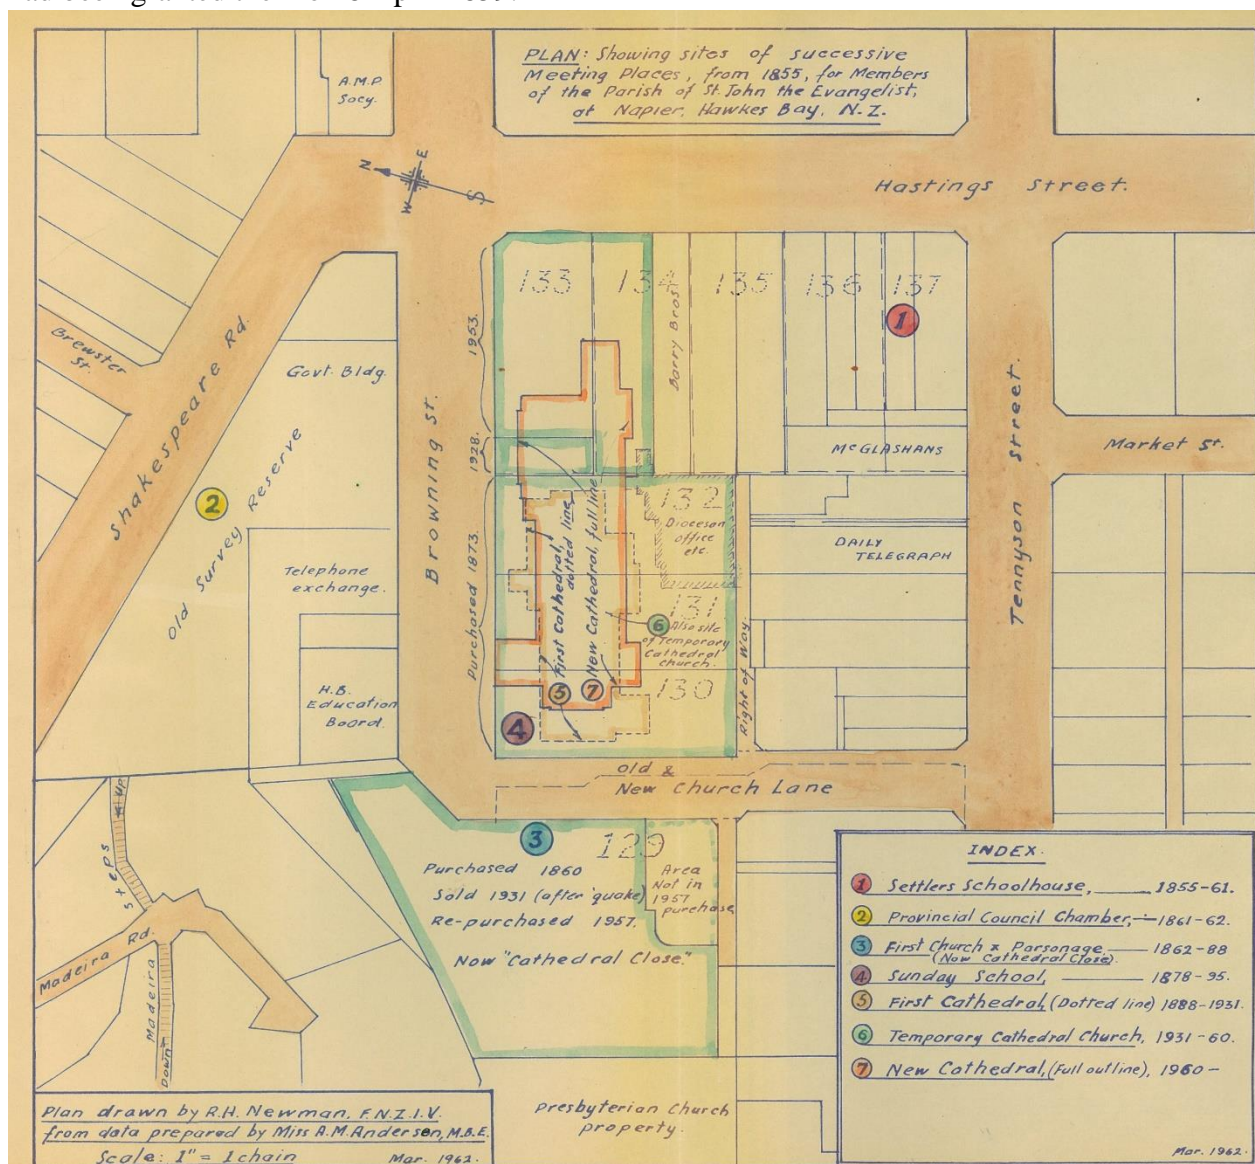 PLAN: Showing sites of successive
Meeting Places, from 1855, for Members
of the Parish of St. John the Evangelist,
at Napier, Hawkes Bay, N.Z.
A.M.P.
Socy.
N
E
W
S
Hastings Street.
133
134
135
136
137
1
Barry Bros.
1953.
1928.
Purchased 1873.
Brewster
St.
Shakespeare Rd.
Govt. Bldg.
Browning St.
2
Old Survey Reserve
Telephone
exchange.
H.B.
Education
Board.
McGLASHANS
Market St.
Tennyson Street.
DAILY
TELEGRAPH
132
Diocesan
office
etc.
131
6
Also site
of Temporary
Cathedral
church.
130
First Cathedral,
dotted line
New Cathedral, full line
5
7
4
Right of Way.
Old &
New Church Lane
3
129
Purchased 1860
Sold 1931 (after quake)
Re-purchased 1957.
Now "Cathedral Close."
Area
Not in
1957
purchase
UP
Steps
Madeira Rd.
Madeira
Down
Presbyterian Church
property.
INDEX.
1 Settlers Schoolhouse, 1855-61.
2 Provincial Council Chamber, 1861-62.
3 First Church & Parsonage 1862-88
(Now Cathedral Close).
4 Sunday School, 1878-95.
5 First Cathedral, (Dotted line) 1888-1931.
6 Temporary Cathedral Church, 1931-60.
7 New Cathedral, (Full outline), 1960-
Mar. 1962.
Plan drawn by R.H. Newman, F.N.Z.I.V.
from data prepared by Miss A.M. Andersen, M.B.E.
Scale: 1" = 1 chain Mar. 1962.